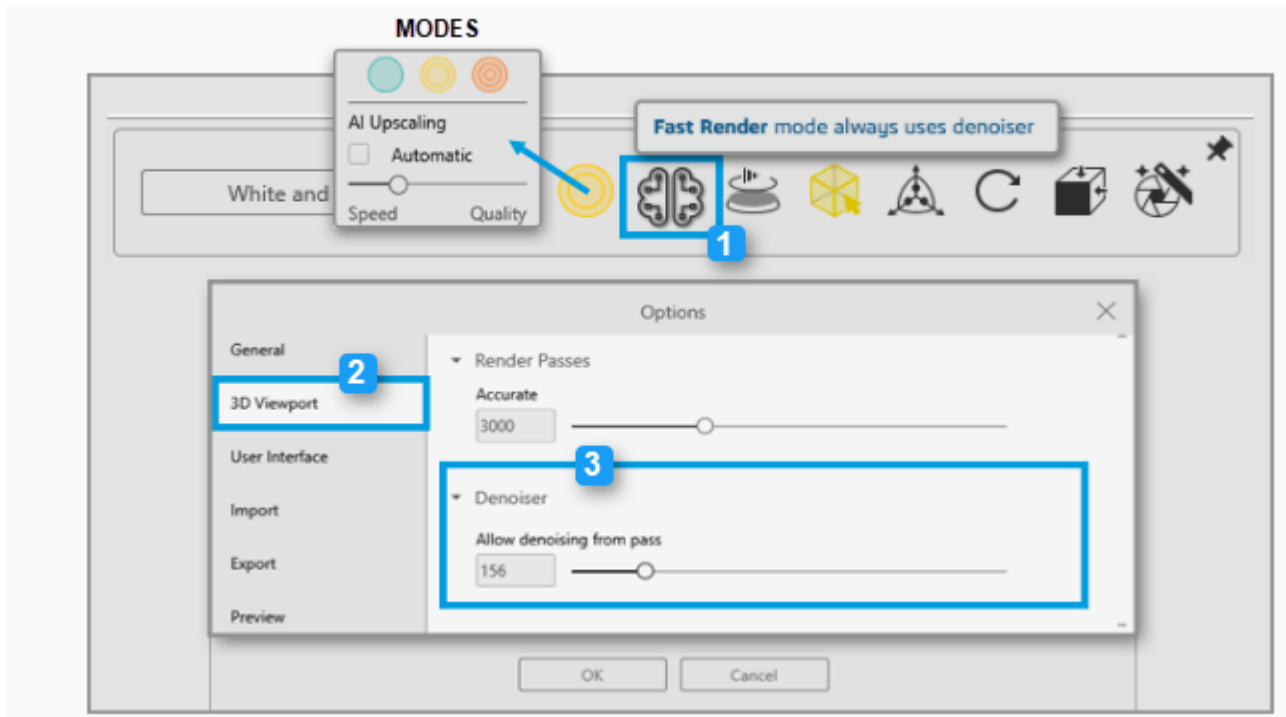 MODES
AI Upscaling
Automatic
Speed Quality
Fast Render mode always uses denoiser
White and
1
Options
General
2
3D Viewport
User Interface
Import
Export
Preview
Render Passes
Accurate
3000
3
Denoiser
Allow denoising from pass
156
OK Cancel